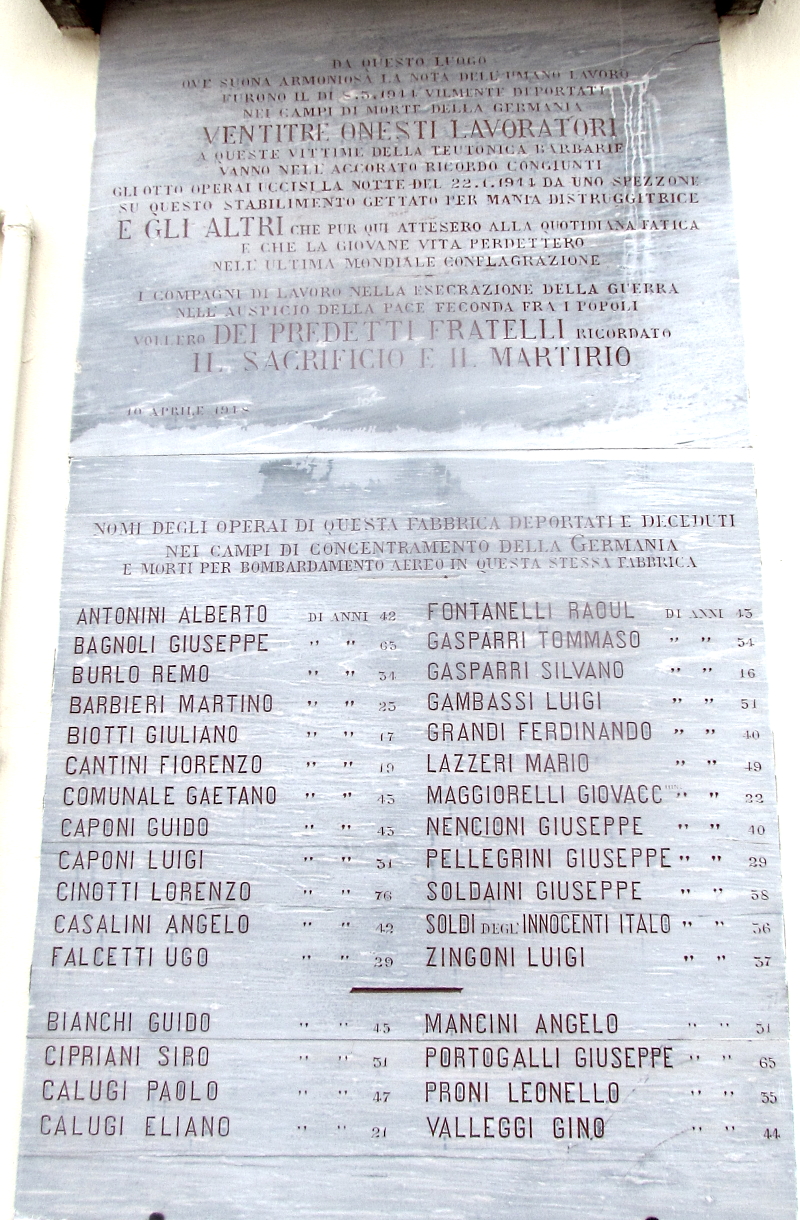 DA QUESTO LUOGO
OVE SUONA ARMONIOSA LA NOTA DELL'UMANO LAVORO
FURONO IL DI 8.3.1944 VILMENTE DEPORTATI
NEI CAMPI DI MORTE DELLA GERMANIA
VENTITRE ONESTI LAVORATORI
A QUESTE VITTIME DELLA TEUTONICA BARBARIE
VANNO NELL'ACCORATO RICORDO CONGIUNTI
GLI OTTO OPERAI UCCISI LA NOTTE DEL 22.1.1944 DA UNO SPEZZONE
SU QUESTO STABILIMENTO GETTATO PER MANIA DISTRUGGITRICE
E GLI ALTRI CHE PUR QUI ATTESERO ALLA QUOTIDIANA FATICA
E CHE LA GIOVANE VITA PERDETTERO
NELL'ULTIMA MONDIALE CONFLAGRAZIONE
I COMPAGNI DI LAVORO NELLA ESECRAZIONE DELLA GUERRA
NELL'AUSPICIO DELLA PACE FECONDA FRA I POPOLI
VOLLERO DEI PREDETTI FRATELLI RICORDATO
IL SACRIFICIO E IL MARTIRIO
10 APRILE 1948
NOMI DEGLI OPERAI DI QUESTA FABBRICA DEPORTATI E DECEDUTI
NEI CAMPI DI CONCENTRAMENTO DELLA GERMANIA
E MORTI PER BOMBARDAMENTO AEREO IN QUESTA STESSA FABBRICA
ANTONINI ALBERTO DI ANNI 42 FONTANELLI RAOUL DI ANNI 43
BAGNOLI GIUSEPPE " " 63 GASPARRI TOMMASO " " 54
BURLO REMO " " 34 GASPARRI SILVANO " " 16
BARBIERI MARTINO " " 23 GAMBASSI LUIGI " " 51
BIOTTI GIULIANO " " 17 GRANDI FERDINANDO " " 40
CANTINI FIORENZO " " 19 LAZZERI MARIO " " 49
COMUNALE GAETANO " " 45 MAGGIORELLI GIOVACC " " 22
CAPONI GUIDO " " 45 NENCIONI GIUSEPPE " " 40
CAPONI LUIGI " " 31 PELLEGRINI GIUSEPPE " " 29
CINOTTI LORENZO " " 76 SOLDAINI GIUSEPPE " " 58
CASALINI ANGELO " " 42 SOLDI DEGL'INNOCENTI ITALO " " 36
FALCETTI UGO " " 29 ZINGONI LUIGI " " 37
BIANCHI GUIDO " " 45 MANCINI ANGELO " " 51
CIPRIANI SIRO " " 31 PORTOGALLI GIUSEPPE " " 65
CALUGI PAOLO " " 47 PRONI LEONELLO " " 35
CALUGI ELIANO " " 21 VALLEGGI GINO " " 44